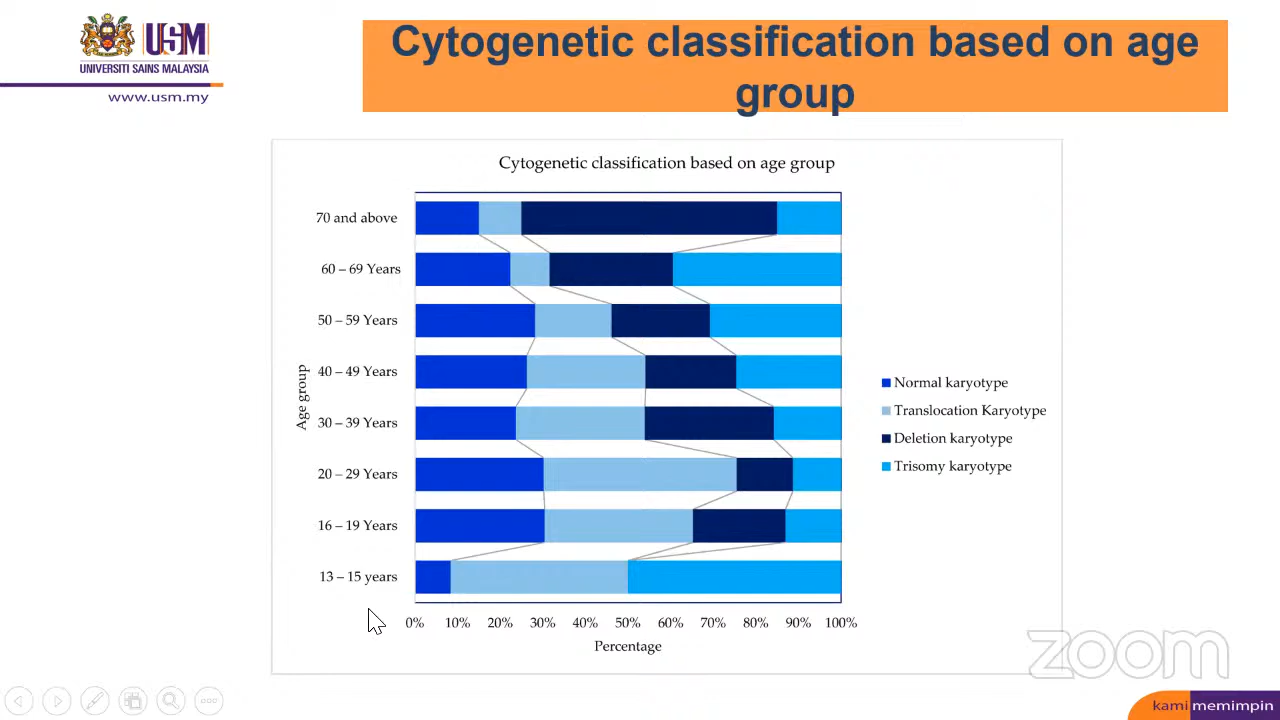 USM
UNIVERSITI SAINS MALAYSIA
www.usm.my
Cytogenetic classification based on age
group
Cytogenetic classification based on age group
70 and above
60 – 69 Years
50 – 59 Years
40 – 49 Years
30 – 39 Years
20 – 29 Years
16 – 19 Years
13 – 15 years
Age group
0% 10% 20% 30% 40% 50% 60% 70% 80% 90% 100%
Percentage
Normal karyotype
Translocation Karyotype
Deletion karyotype
Trisomy karyotype
zoom
kami memimpin